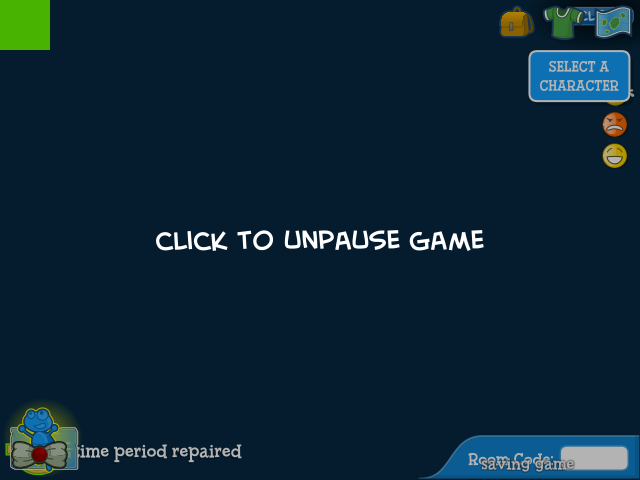 SELECT A
CHARACTER
CLICK TO UNPAUSE GAME
time period repaired
Room Code:
saving game